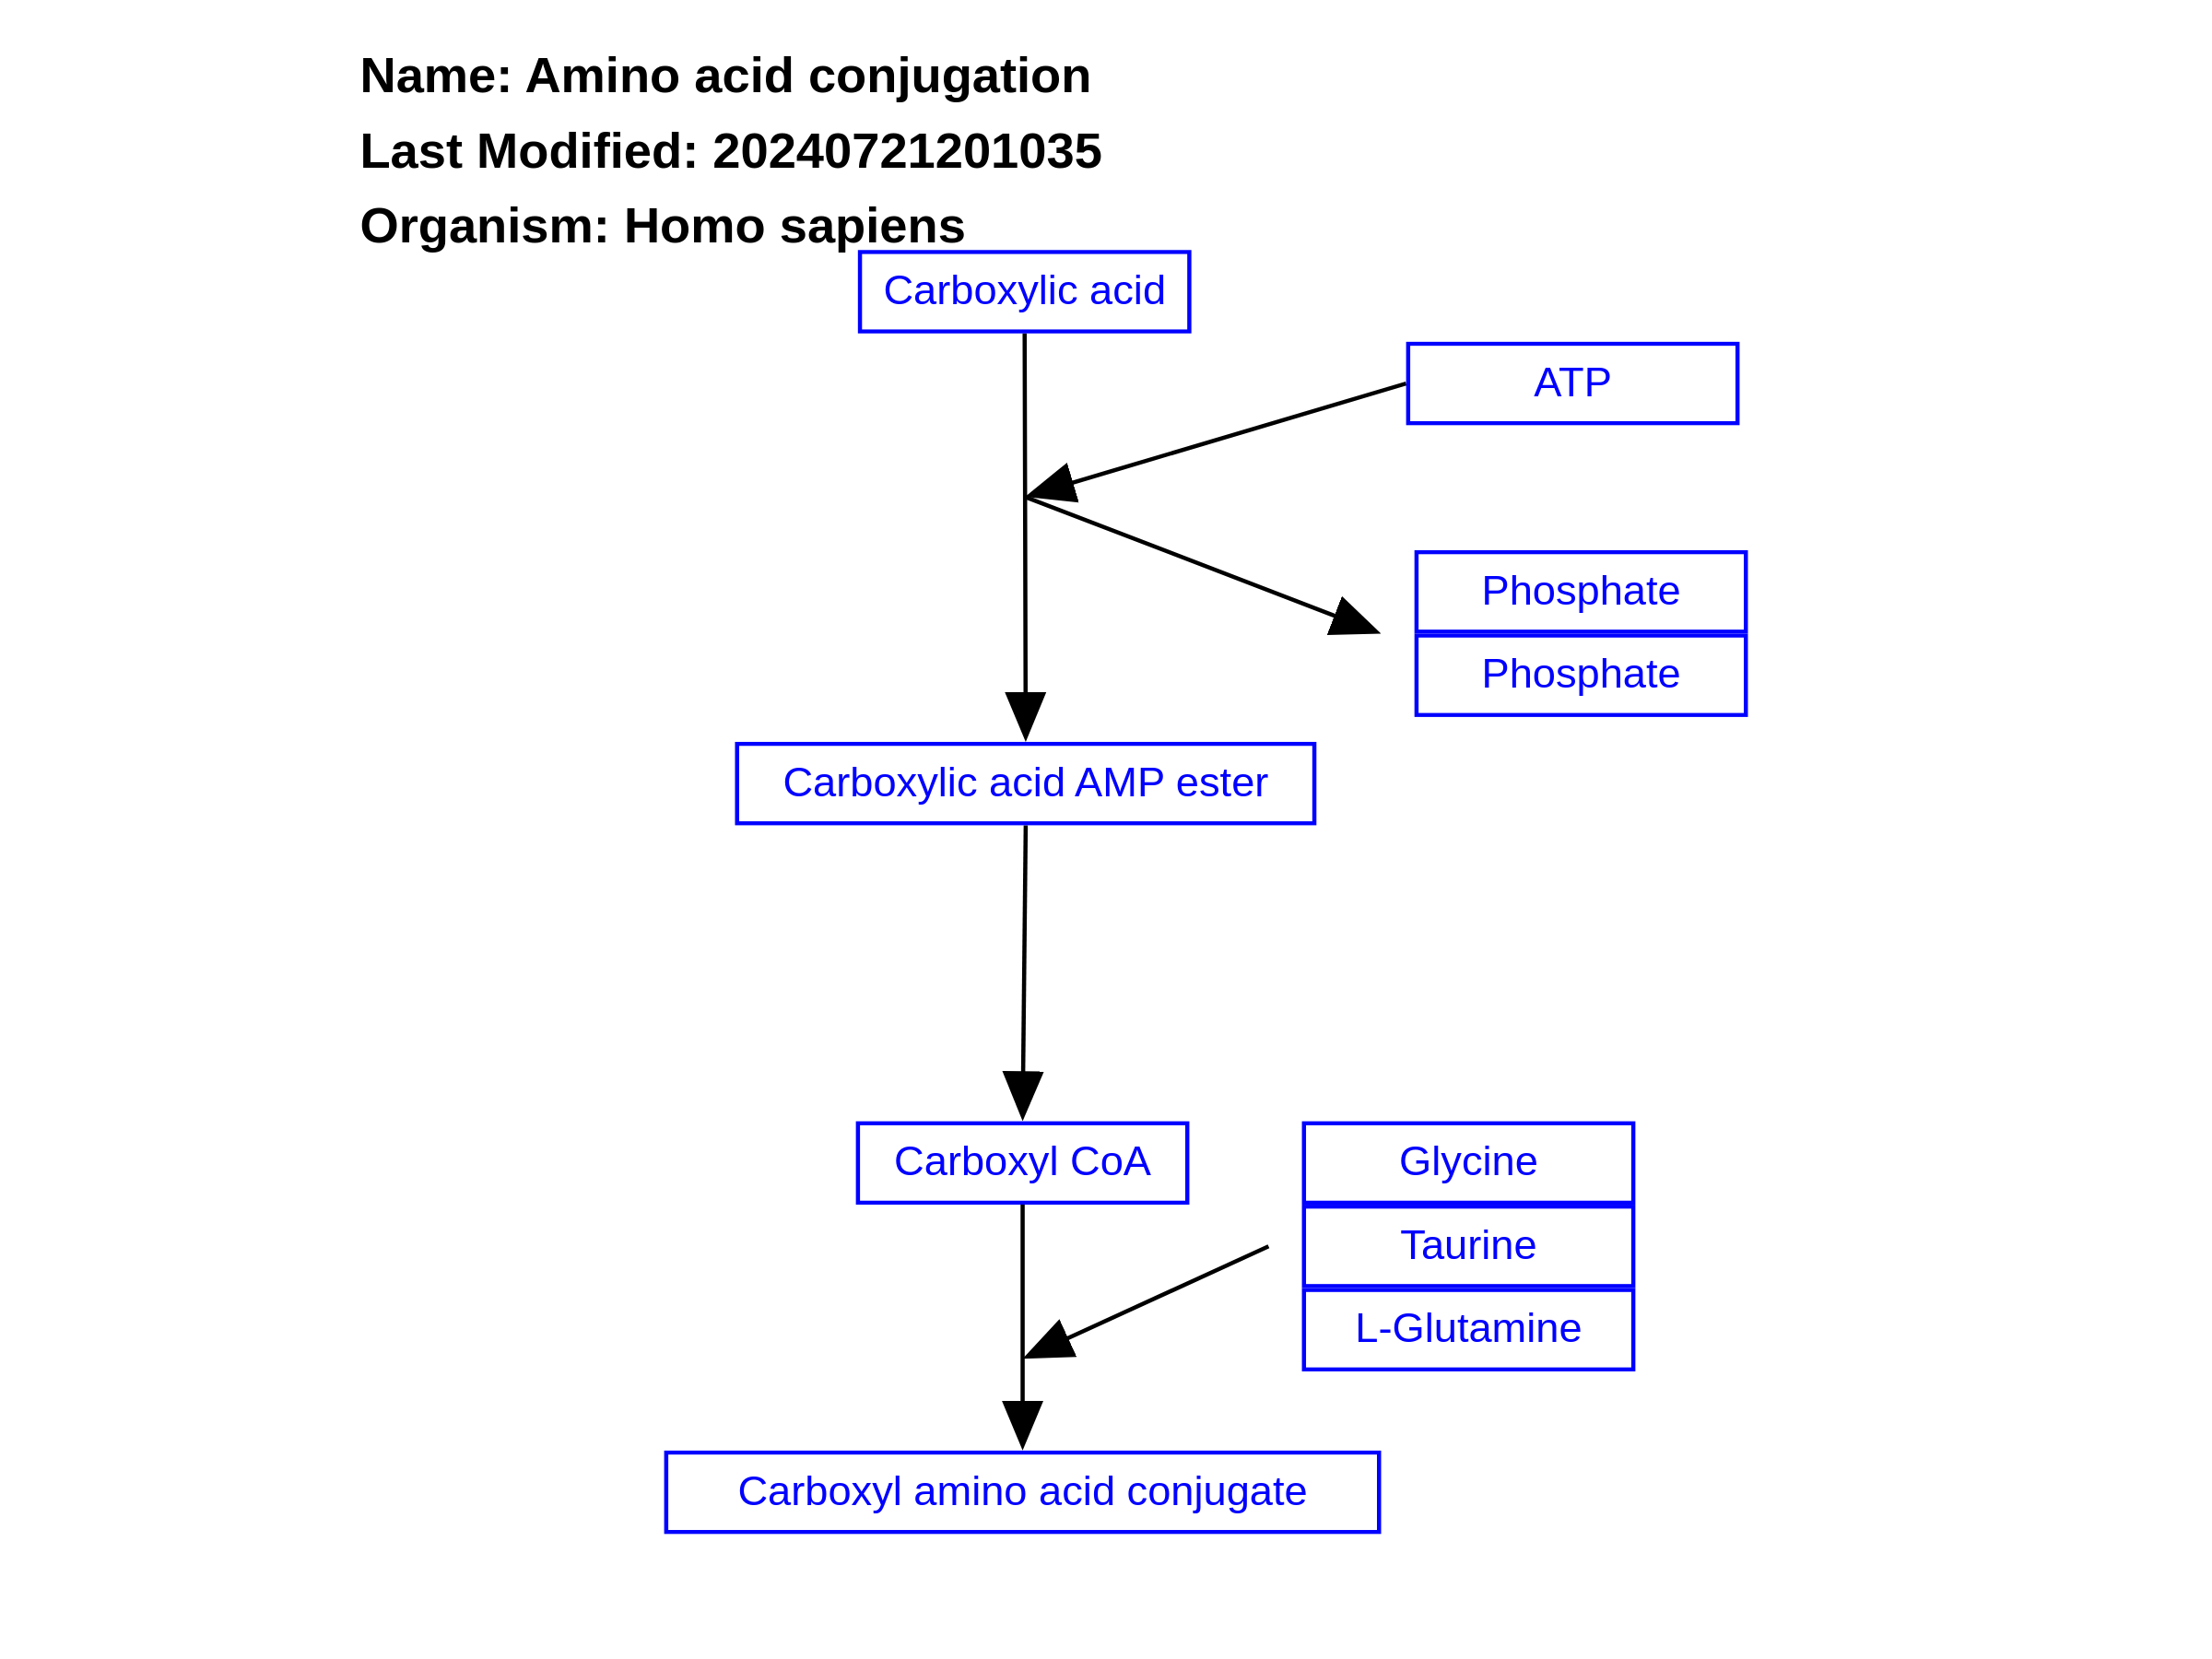 Name: Amino acid conjugation
Last Modified: 20240721201035
Organism: Homo sapiens
Carboxylic acid
ATP
Phosphate
Phosphate
Carboxylic acid AMP ester
Carboxyl CoA
Glycine
Taurine
L-Glutamine
Carboxyl amino acid conjugate